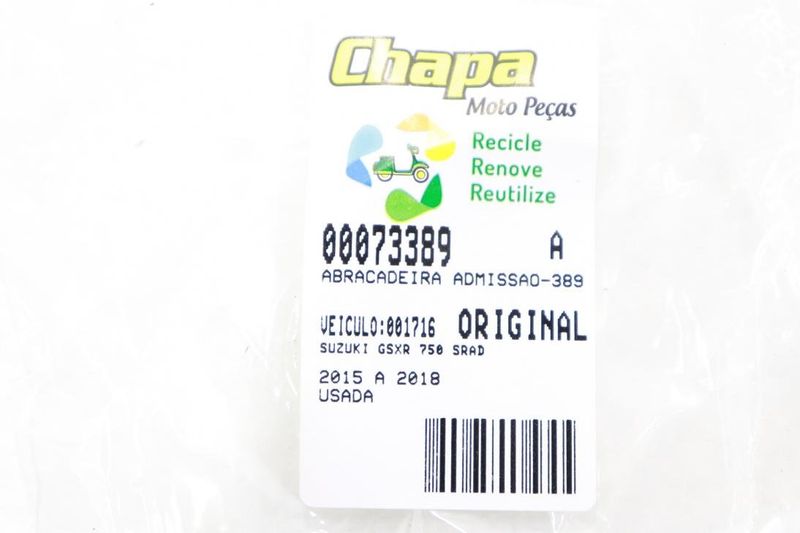 Chapa
Moto Peças
Recicle
Renove
Reutilize
00073389 A
ABRACADEIRA ADMISSAO-389
VEICULO:001716 ORIGINAL
SUZUKI GSXR 750 SRAD
2015 A 2018
USADA